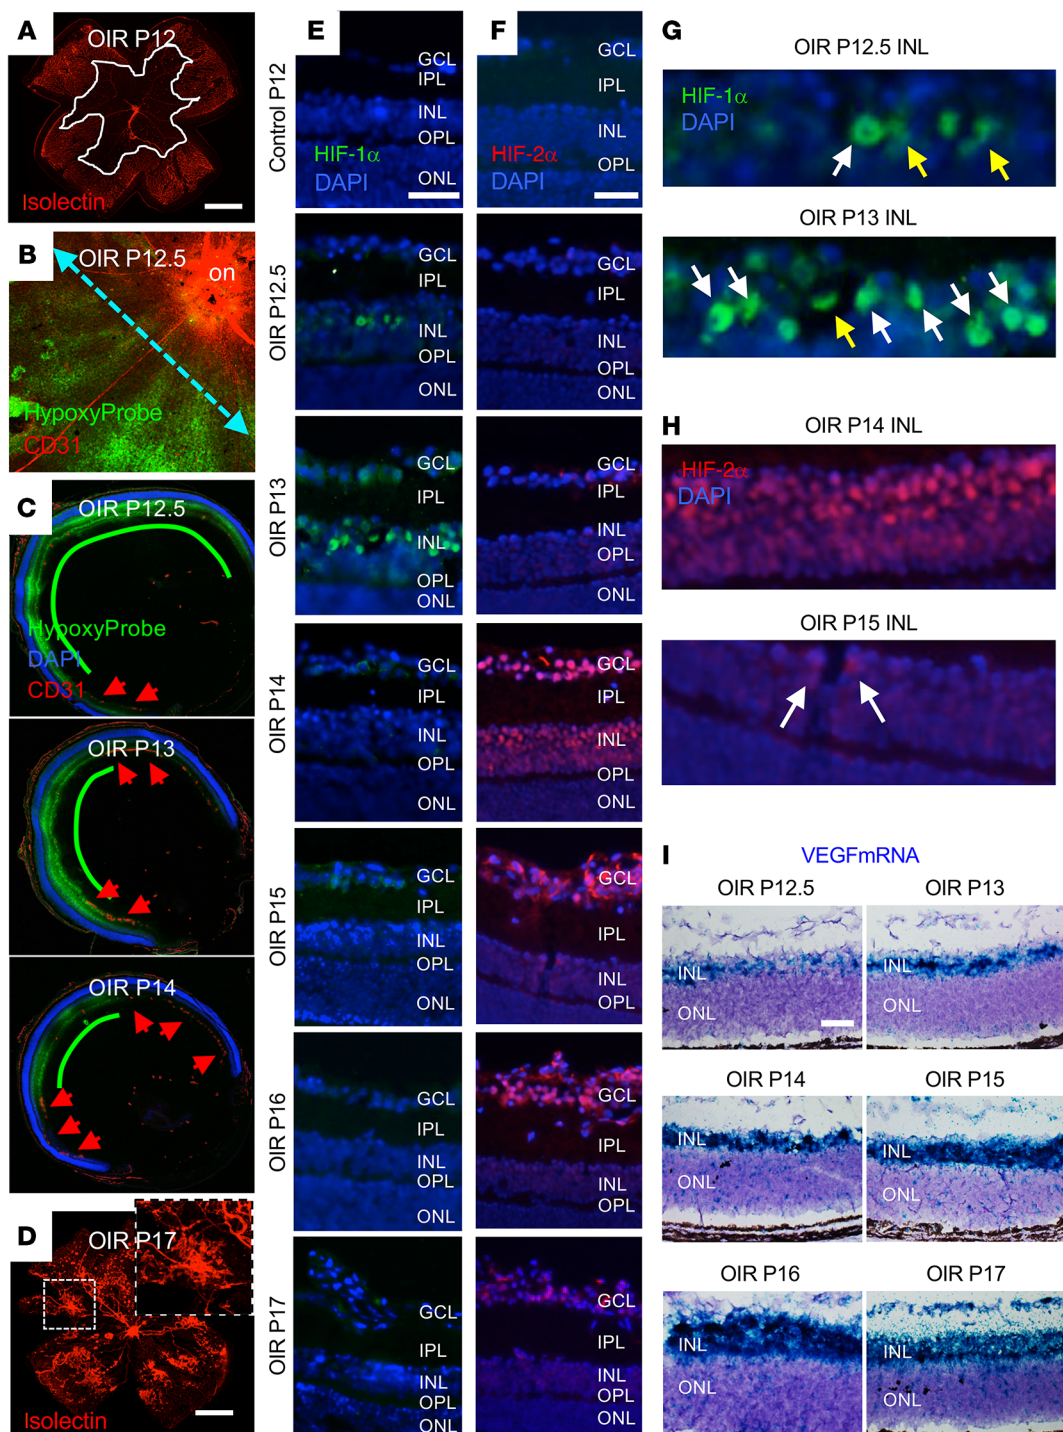 A
OIR P12
Isolectin
B
OIR P12.5
on
HypoxyProbe
CD31
C
OIR P12.5
HypoxyProbe
DAPI
CD31
OIR P13
OIR P14
D
OIR P17
Isolectin
E
Control P12
GCL
IPL
INL
OPL
HIF-1α
DAPI
ONL
OIR P12.5
GCL
IPL
INL
OPL
ONL
OIR P13
GCL
IPL
INL
OPL
ONL
OIR P14
GCL
IPL
INL
OPL
ONL
OIR P15
GCL
IPL
INL
OPL
ONL
OIR P16
GCL
IPL
INL
OPL
ONL
OIR P17
GCL
IPL
INL
OPL
ONL
F
GCL
IPL
INL
HIF-2α
OPL
DAPI
GCL
IPL
INL
OPL
ONL
GCL
IPL
INL
OPL
ONL
GCL
IPL
INL
OPL
ONL
GCL
IPL
INL
OPL
GCL
IPL
INL
OPL
GCL
IPL
INL
OPL
ONL
G
OIR P12.5 INL
HIF-1α
DAPI
OIR P13 INL
H
OIR P14 INL
HIF-2α
DAPI
OIR P15 INL
I
VEGFmRNA
OIR P12.5
INL
ONL
OIR P13
INL
ONL
OIR P14
INL
ONL
OIR P15
INL
ONL
OIR P16
INL
ONL
OIR P17
INL
ONL